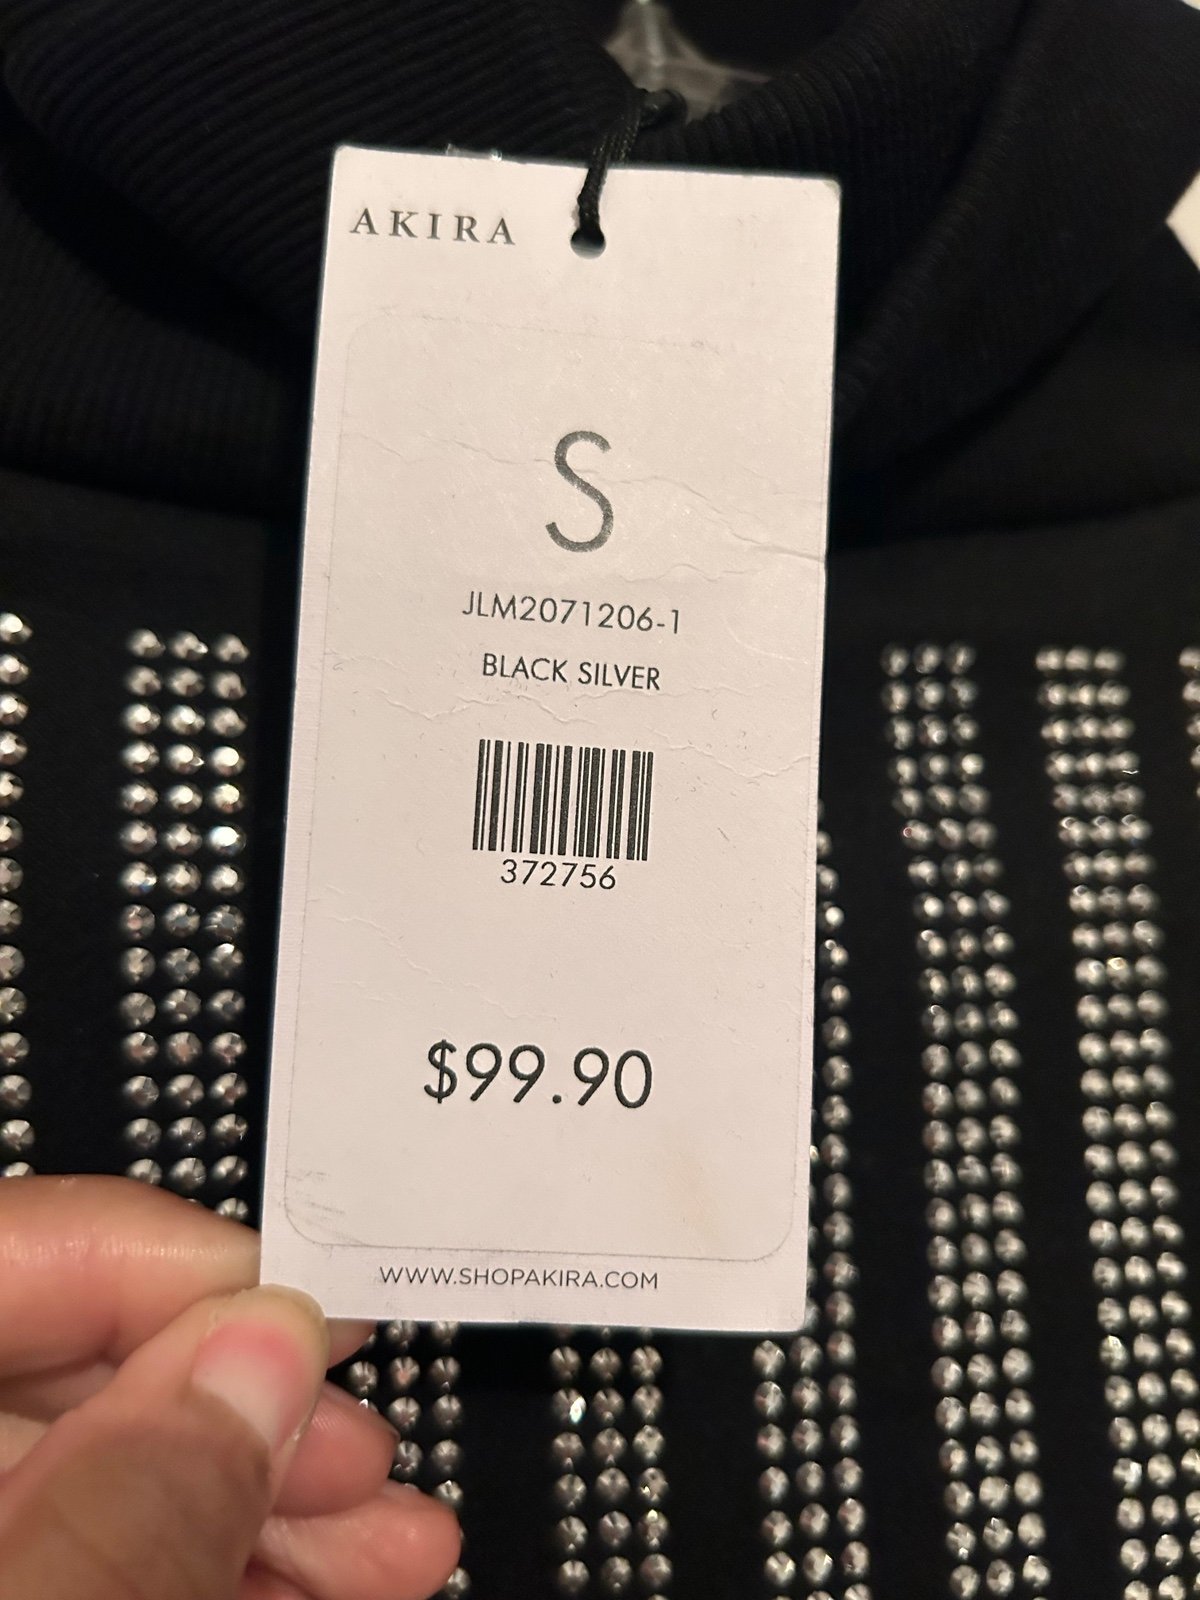 AKIRA
S
JLM2071206-1
BLACK SILVER
372756
$99.90
WWW.SHOPAKIRA.COM